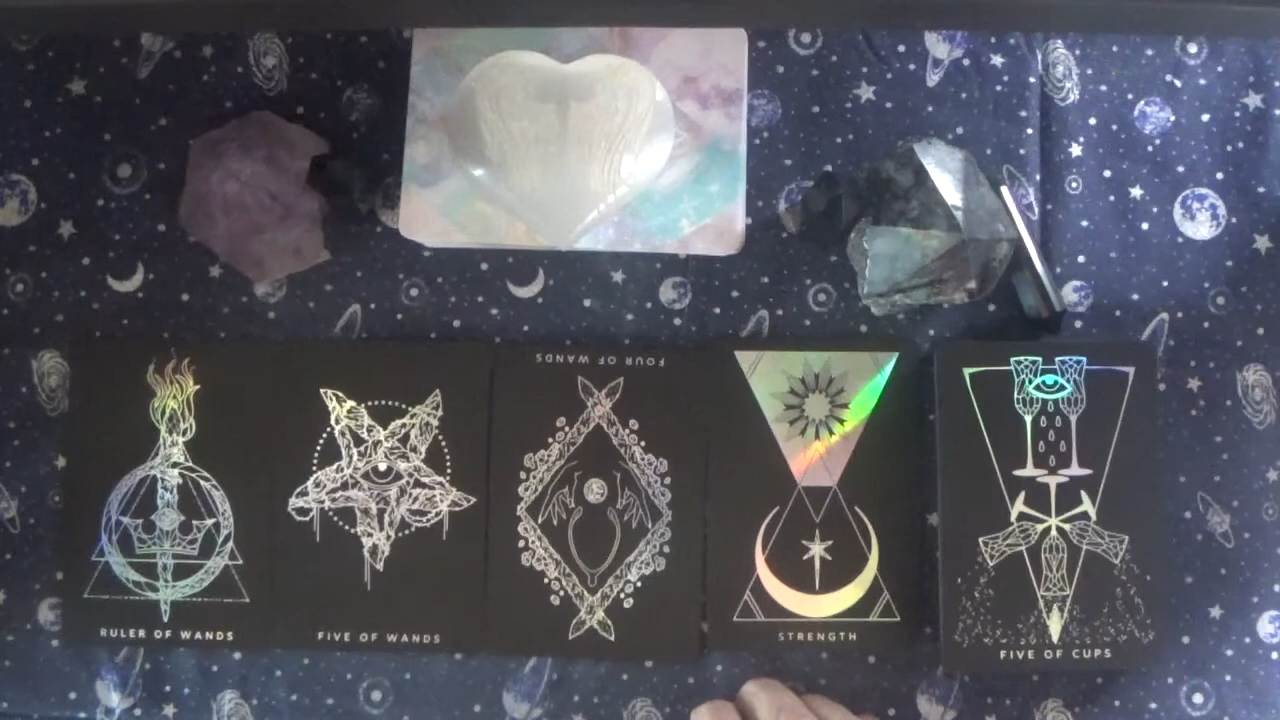 RULER OF WANDS
FIVE OF WANDS
FOUR OF WANDS
STRENGTH
FIVE OF CUPS